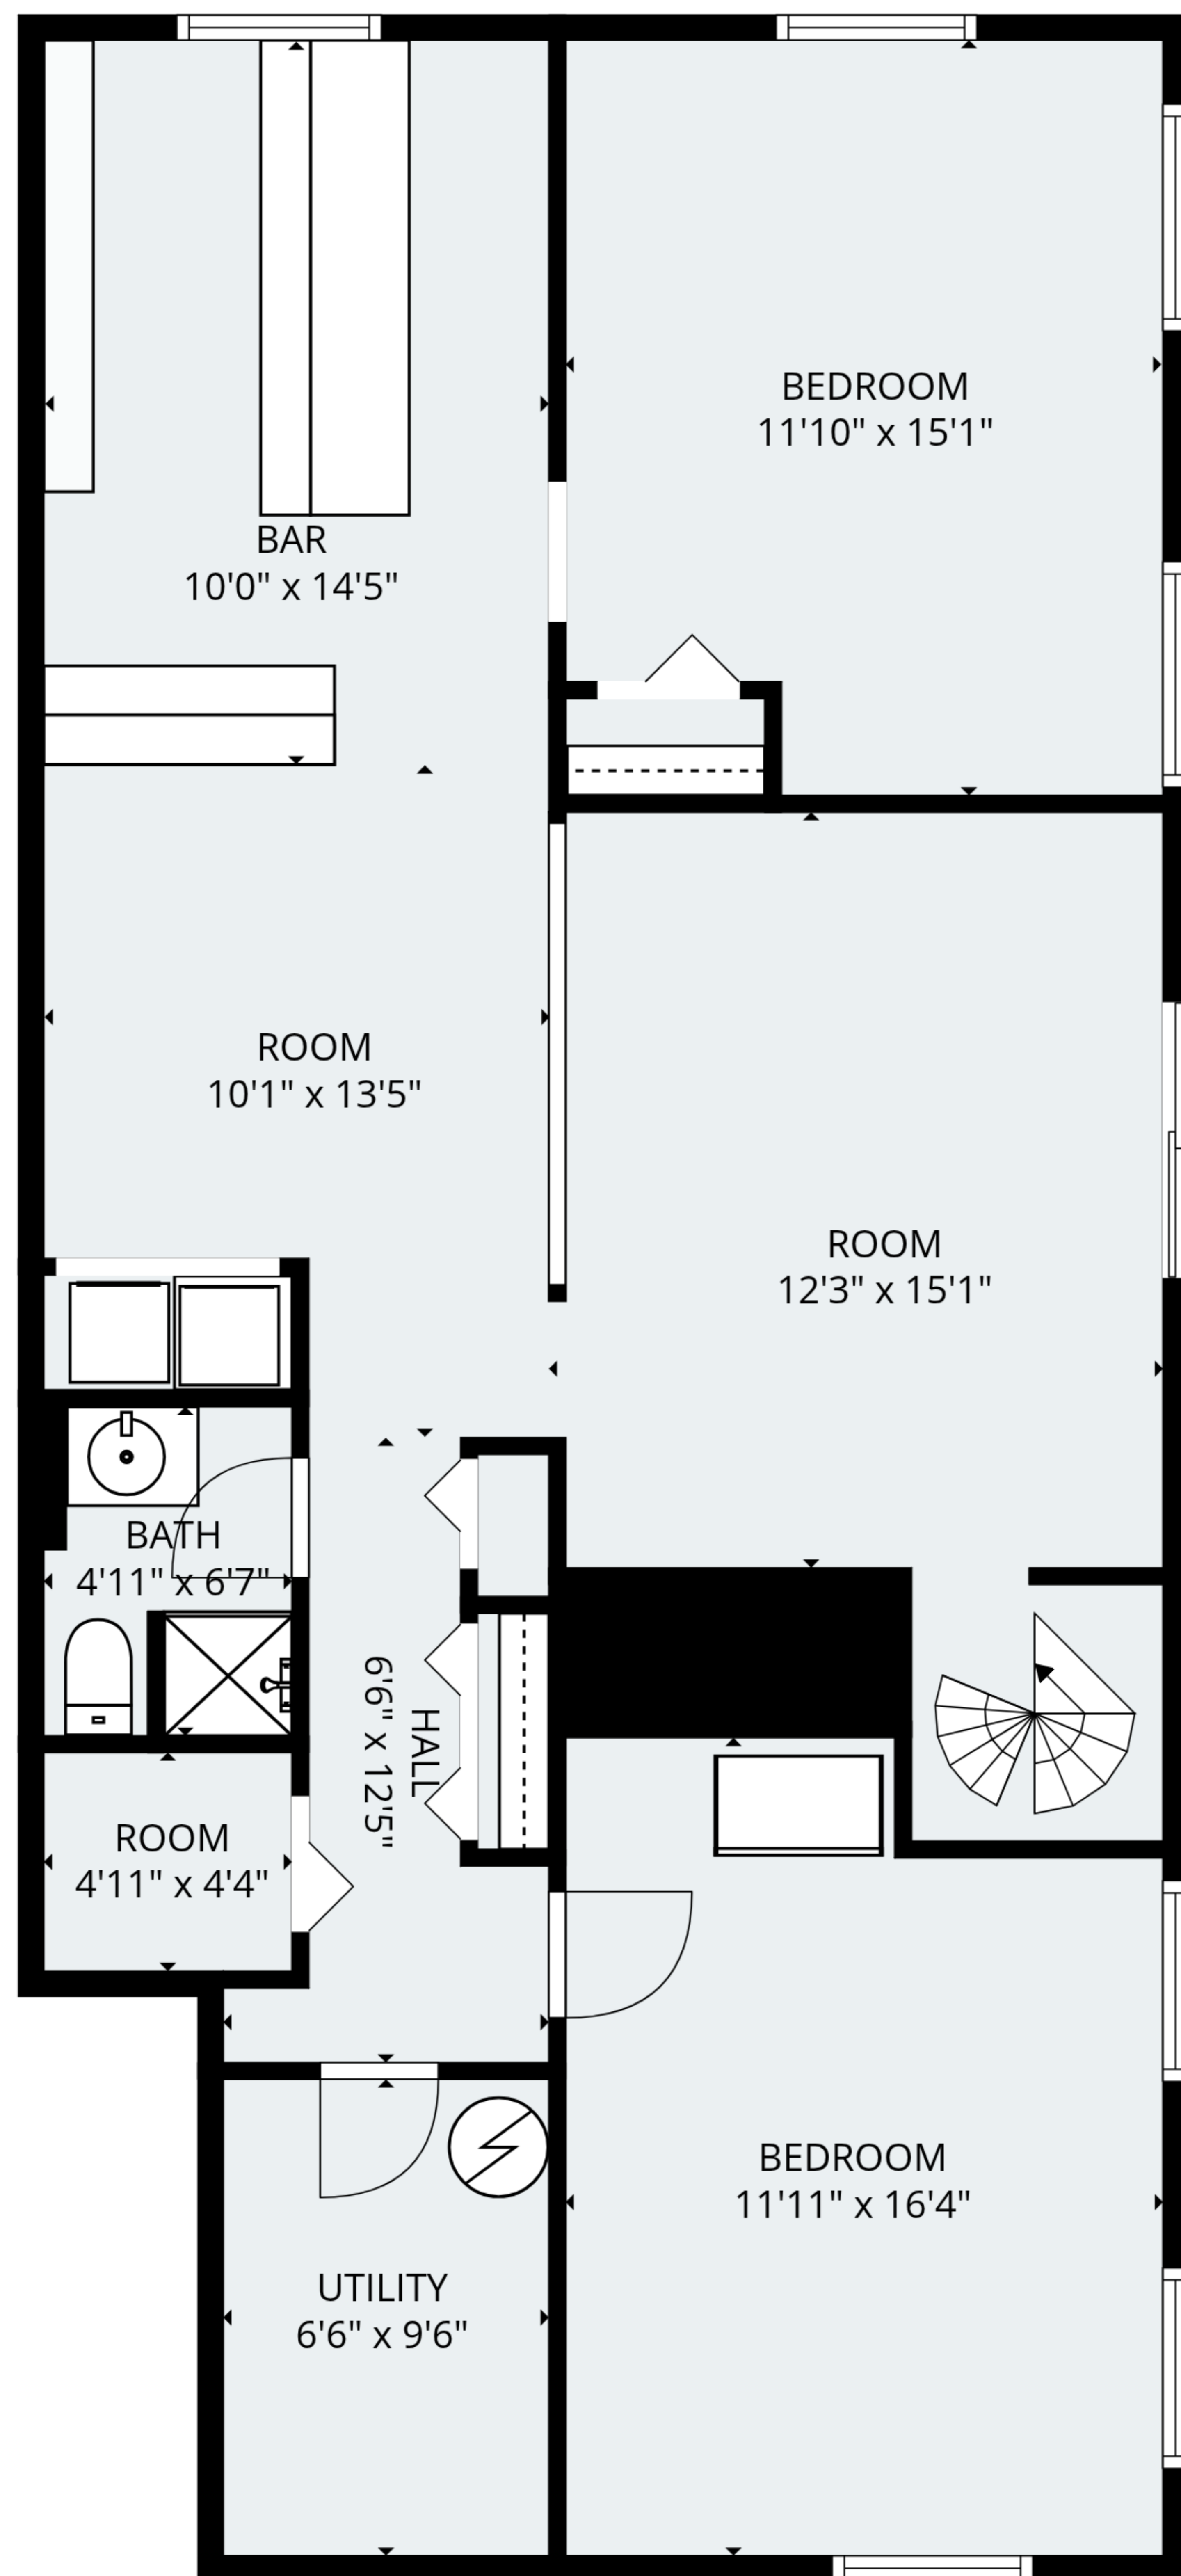 BEDROOM
11'10" x 15'1"
BAR
10'0" x 14'5"
ROOM
10'1" x 13'5"
ROOM
12'3" x 15'1"
BATH
4'11" x 6'7"
HALL
6'6" x 12'5"
ROOM
4'11" x 4'4"
BEDROOM
11'11" x 16'4"
UTILITY
6'6" x 9'6"